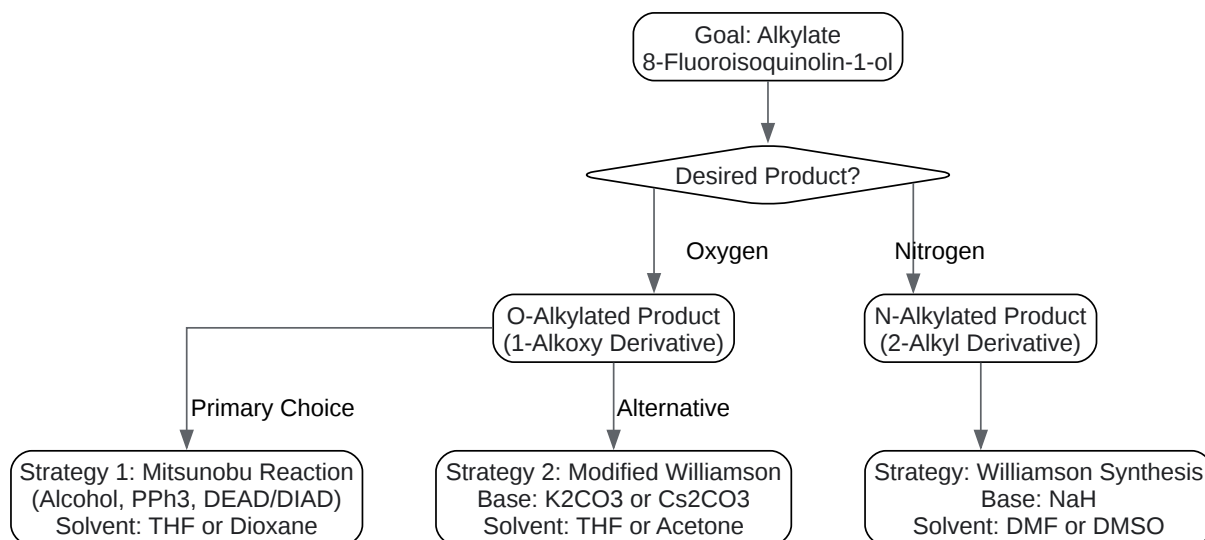 Goal: Alkylate
8-Fluoroisoquinolin-1-ol
Desired Product?
Oxygen
Nitrogen
O-Alkylated Product
(1-Alkoxy Derivative)
N-Alkylated Product
(2-Alkyl Derivative)
Primary Choice
Alternative
Strategy 1: Mitsunobu Reaction
(Alcohol, PPh3, DEAD/DIAD)
Solvent: THF or Dioxane
Strategy 2: Modified Williamson
Base: K2CO3 or Cs2CO3
Solvent: THF or Acetone
Strategy: Williamson Synthesis
Base: NaH
Solvent: DMF or DMSO